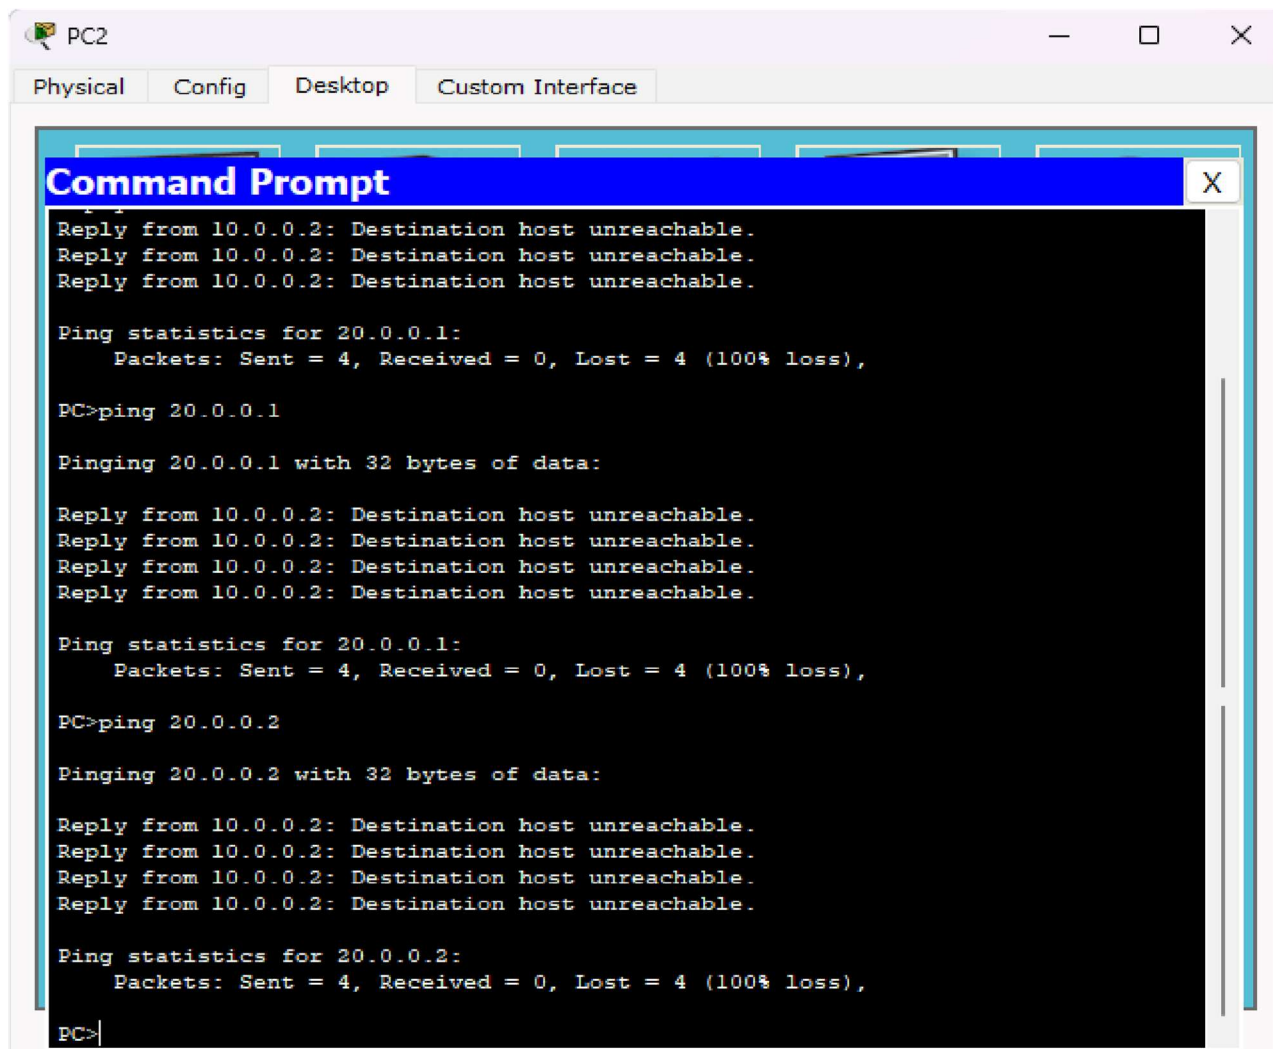 PC2
Physical Config Desktop Custom Interface
Command Prompt X
Reply from 10.0.0.2: Destination host unreachable.
Reply from 10.0.0.2: Destination host unreachable.
Reply from 10.0.0.2: Destination host unreachable.
Ping statistics for 20.0.0.1:
Packets: Sent = 4, Received = 0, Lost = 4 (100% loss),
PC>ping 20.0.0.1
Pinging 20.0.0.1 with 32 bytes of data:
Reply from 10.0.0.2: Destination host unreachable.
Reply from 10.0.0.2: Destination host unreachable.
Reply from 10.0.0.2: Destination host unreachable.
Reply from 10.0.0.2: Destination host unreachable.
Ping statistics for 20.0.0.1:
Packets: Sent = 4, Received = 0, Lost = 4 (100% loss),
PC>ping 20.0.0.2
Pinging 20.0.0.2 with 32 bytes of data:
Reply from 10.0.0.2: Destination host unreachable.
Reply from 10.0.0.2: Destination host unreachable.
Reply from 10.0.0.2: Destination host unreachable.
Reply from 10.0.0.2: Destination host unreachable.
Ping statistics for 20.0.0.2:
Packets: Sent = 4, Received = 0, Lost = 4 (100% loss),
PC>